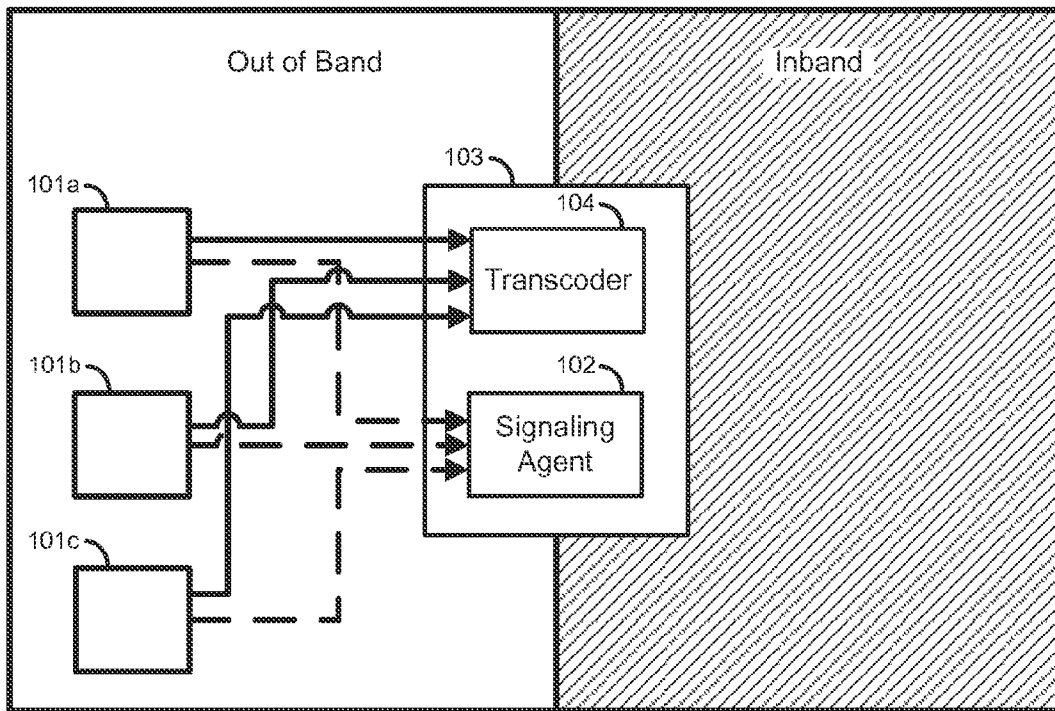 Out of Band
Inband
103
101a
104
Transcoder
101b
102
Signaling
Agent
101c